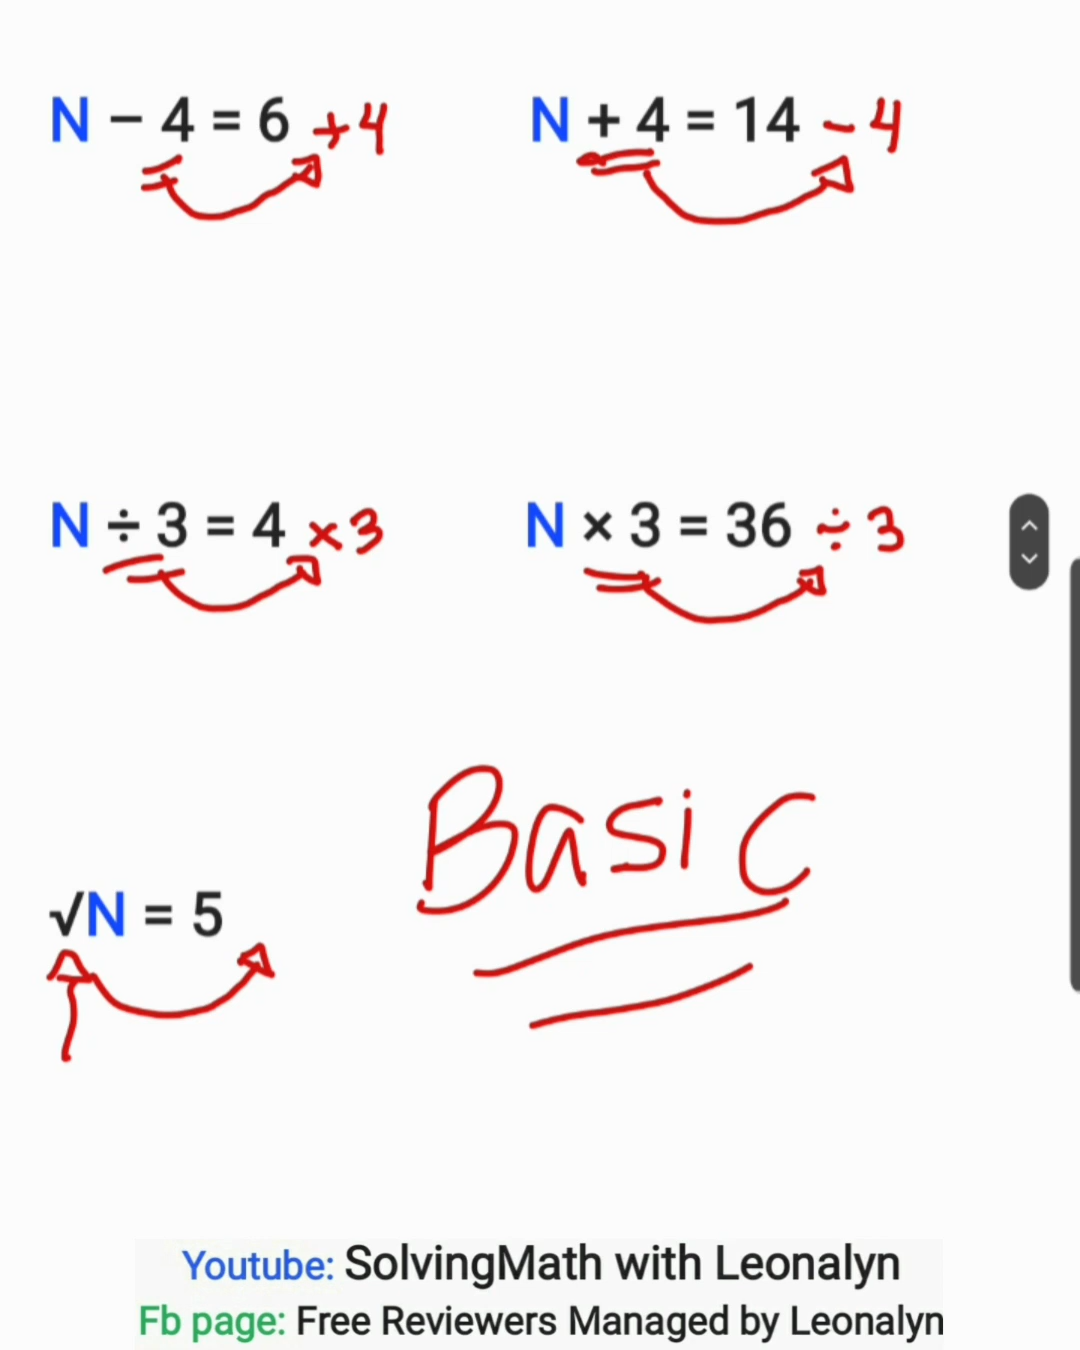 N − 4 = 6 + 4
N + 4 = 14 − 4
N ÷ 3 = 4 × 3
N × 3 = 36 ÷ 3
Basic
√N = 5
Youtube: SolvingMath with Leonalyn
Fb page: Free Reviewers Managed by Leonalyn